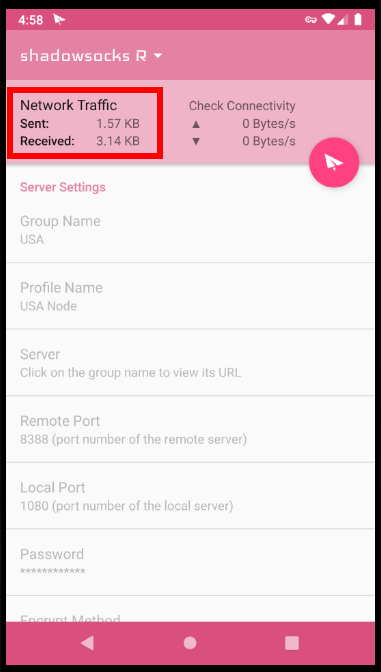 4:58
shadowsocks R
Network Traffic
Sent: 1.57 KB
Received: 3.14 KB
Check Connectivity
▲ 0 Bytes/s
▼ 0 Bytes/s
Server Settings
Group Name
USA
Profile Name
USA Node
Server
Click on the group name to view its URL
Remote Port
8388 (port number of the remote server)
Local Port
1080 (port number of the local server)
Password
************
Encrypt Method